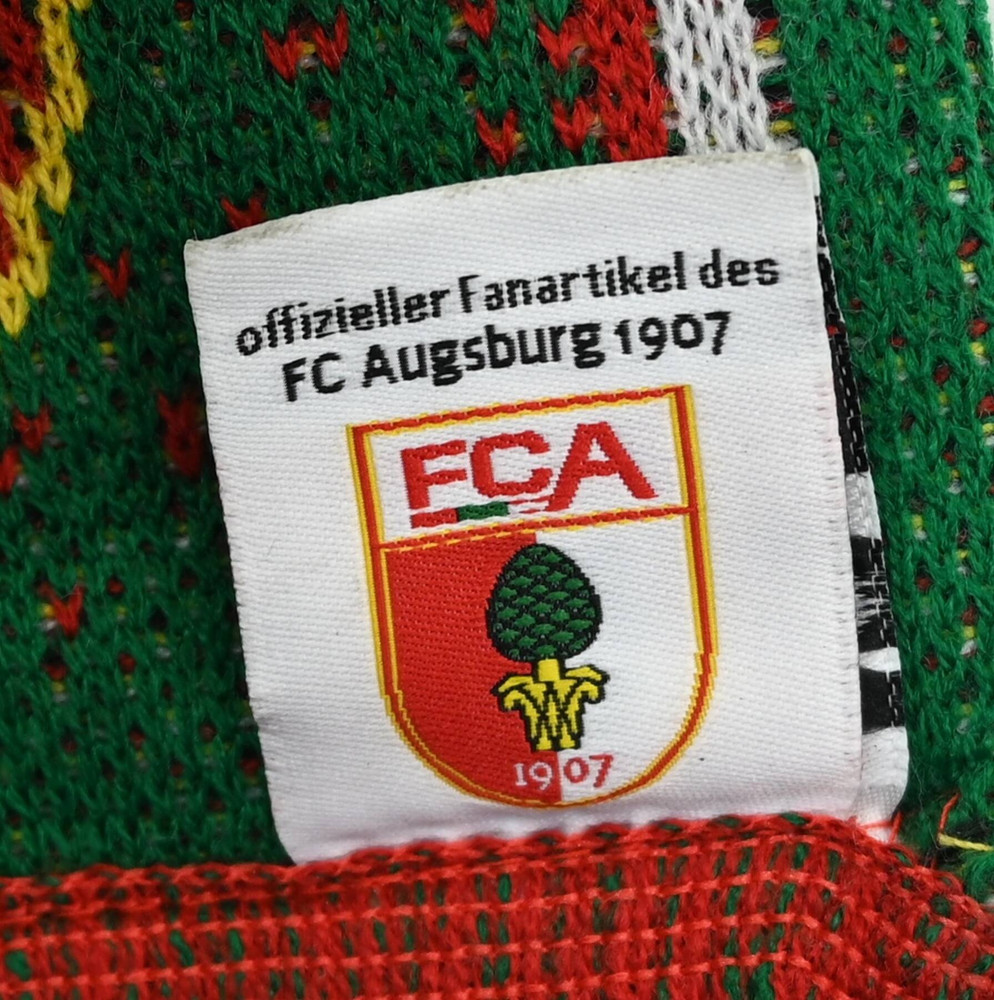 offizieller Fanartikel des
FC Augsburg 1907
FCA
1907